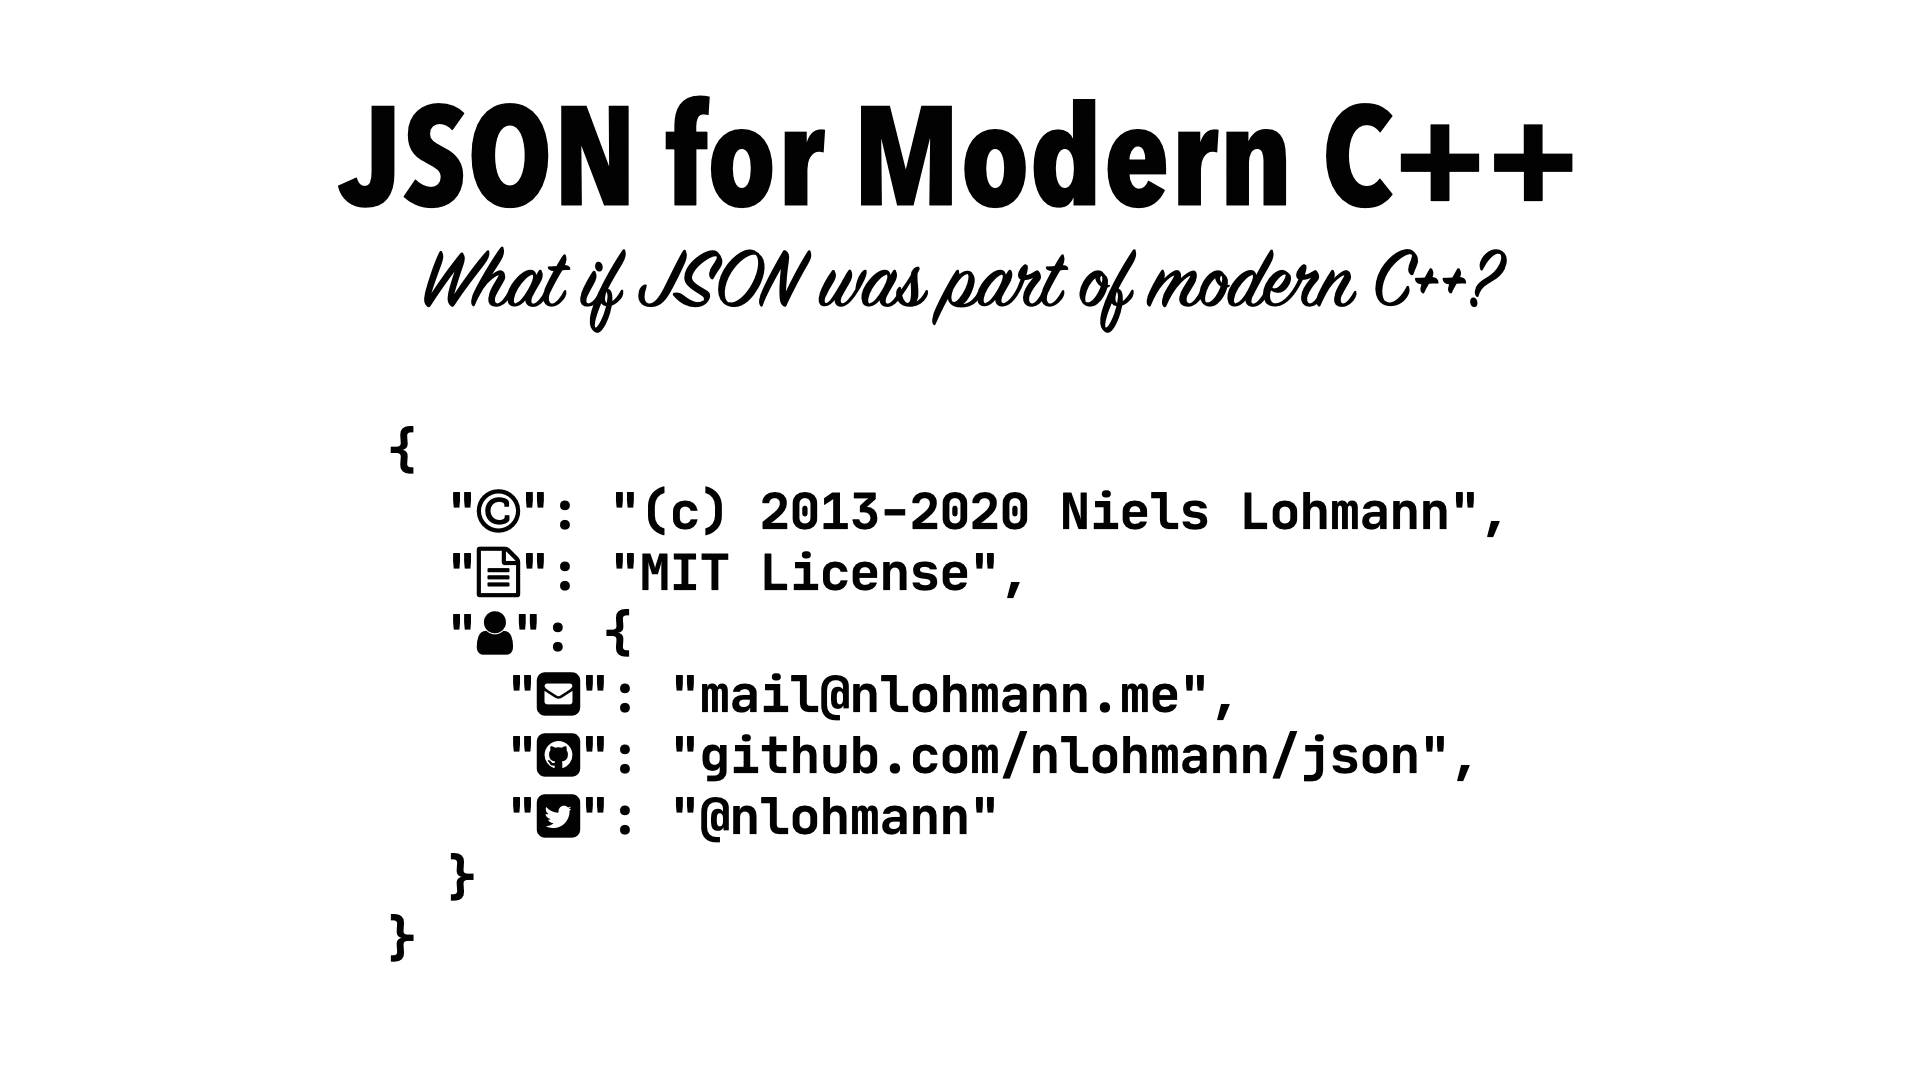 JSON for Modern C++
What if JSON was part of modern C++?
{
"©": "(c) 2013-2020 Niels Lohmann",
"": "MIT License",
"": {
"": "mail@nlohmann.me",
"": "github.com/nlohmann/json",
"": "@nlohmann"
}
}